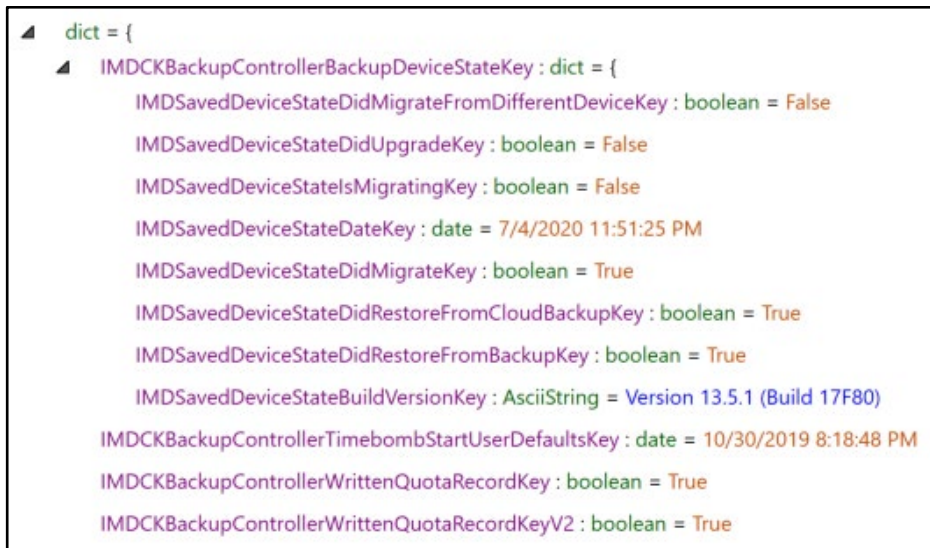 dict = {
IMDCKBackupControllerBackupDeviceStateKey : dict = {
IMDSavedDeviceStateDidMigrateFromDifferentDeviceKey : boolean = False
IMDSavedDeviceStateDidUpgradeKey : boolean = False
IMDSavedDeviceStateIsMigratingKey : boolean = False
IMDSavedDeviceStateDateKey : date = 7/4/2020 11:51:25 PM
IMDSavedDeviceStateDidMigrateKey : boolean = True
IMDSavedDeviceStateDidRestoreFromCloudBackupKey : boolean = True
IMDSavedDeviceStateDidRestoreFromBackupKey : boolean = True
IMDSavedDeviceStateBuildVersionKey : AsciiString = Version 13.5.1 (Build 17F80)
IMDCKBackupControllerTimebombStartUserDefaultsKey : date = 10/30/2019 8:18:48 PM
IMDCKBackupControllerWrittenQuotaRecordKey : boolean = True
IMDCKBackupControllerWrittenQuotaRecordKeyV2 : boolean = True